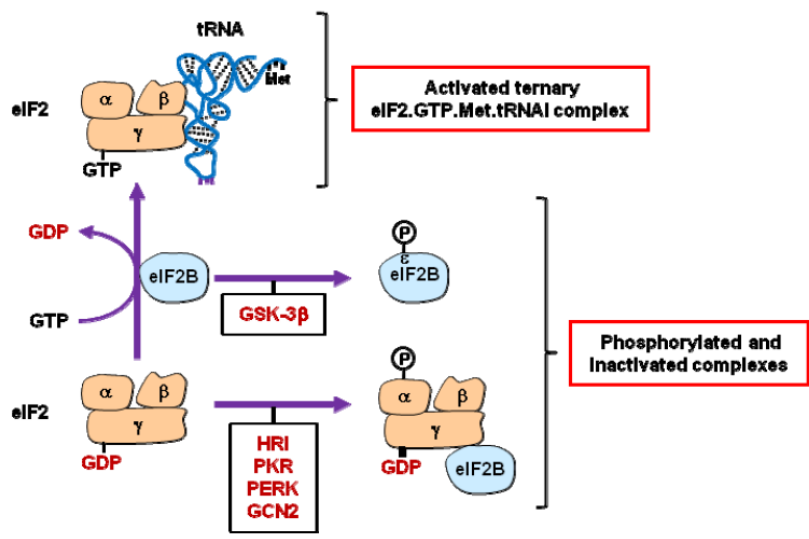 tRNA
Met
eIF2
α
β
γ
GTP
Activated ternary
eIF2.GTP.Met.tRNAI complex
GDP
eIF2B
GTP
GSK-3β
P
ε
eIF2B
Phosphorylated and
Inactivated complexes
eIF2
α
β
γ
GDP
HRI
PKR
PERK
GCN2
P
α
β
γ
GDP
eIF2B